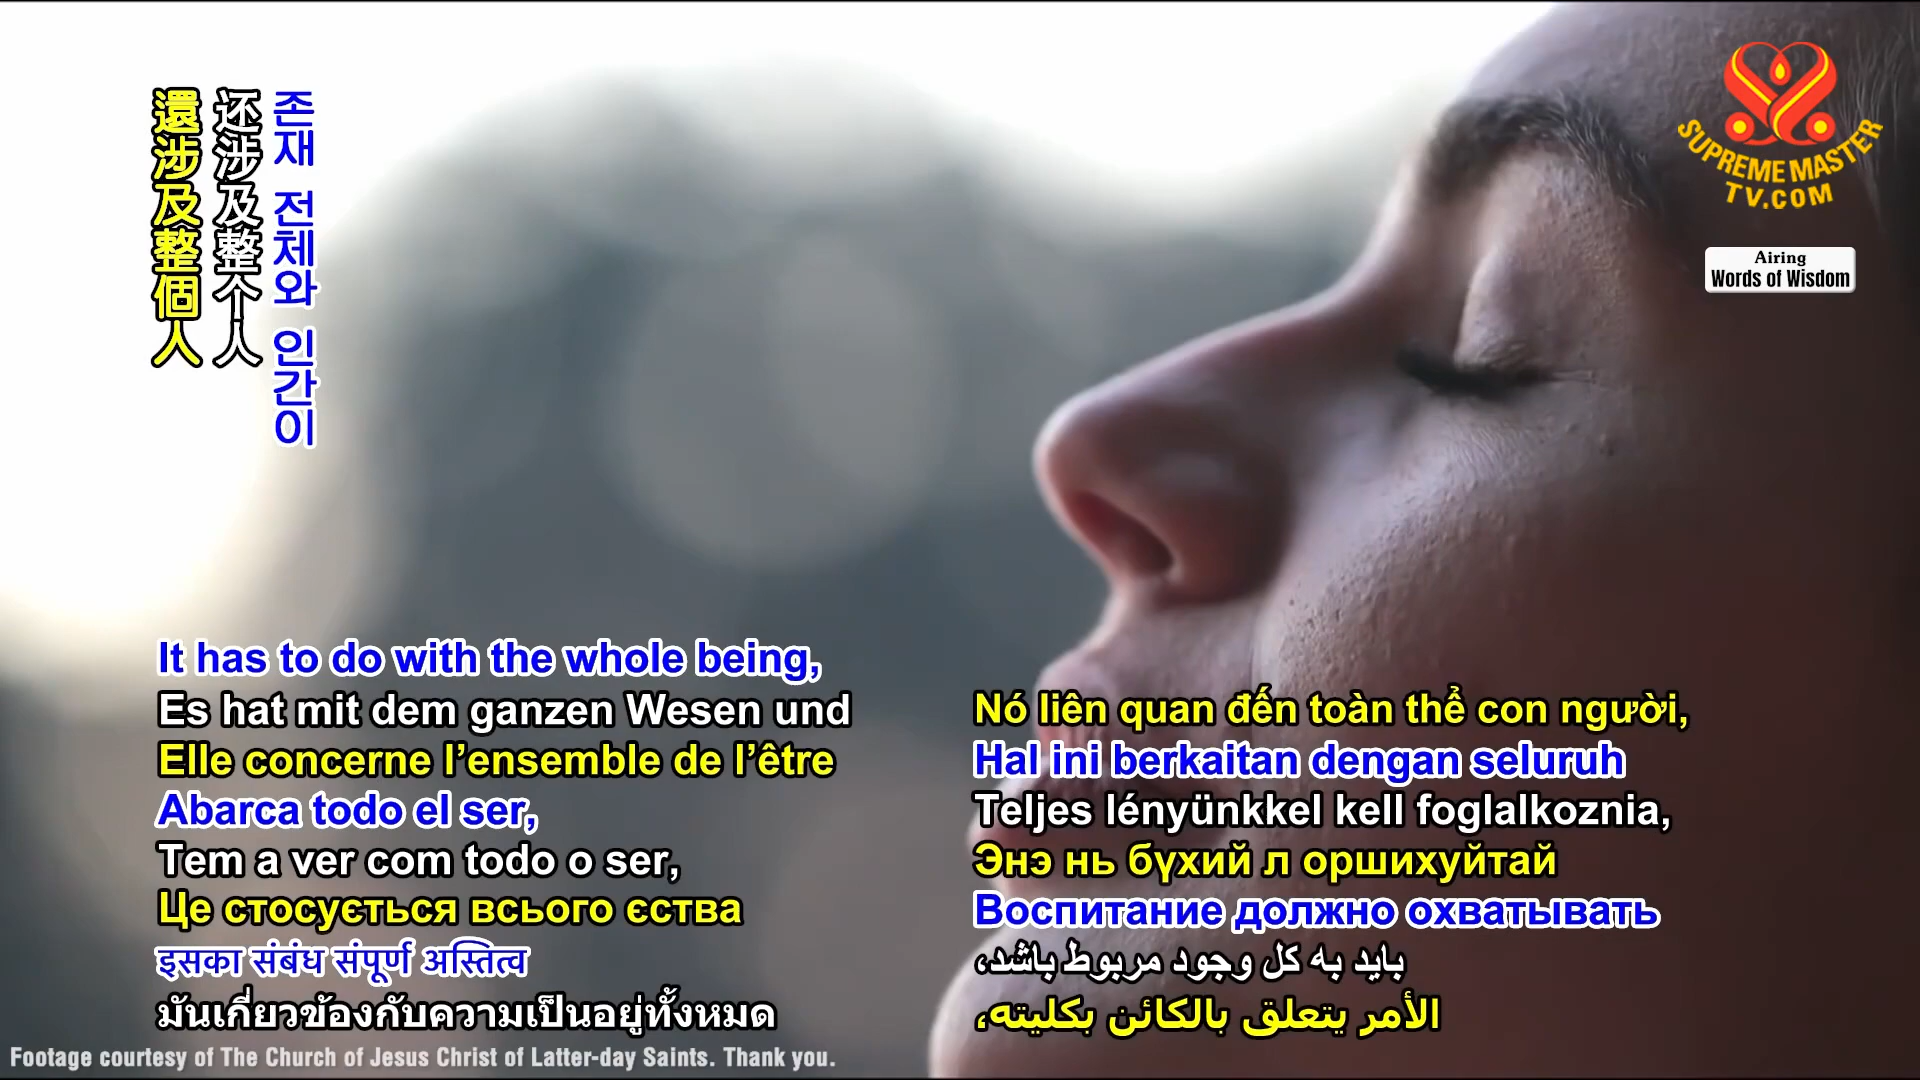 還涉及整個人
还涉及整个人
존재 전체와 인간이
SUPREME MASTER
TV.COM
Airing
Words of Wisdom
It has to do with the whole being,
Es hat mit dem ganzen Wesen und
Elle concerne l’ensemble de l’être
Abarca todo el ser,
Tem a ver com todo o ser,
Це стосується всього єства
इसका संबंध संपूर्ण अस्तित्व
มันเกี่ยวข้องกับความเป็นอยู่ทั้งหมด
Nó liên quan đến toàn thể con người,
Hal ini berkaitan dengan seluruh
Teljes lényünkkel kell foglalkoznia,
Энэ нь бүхий л оршихуйтай
Воспитание должно охватывать
باید به کل وجود مربوط باشد،
الأمر يتعلق بالكائن بكليته،
Footage courtesy of The Church of Jesus Christ of Latter-day Saints. Thank you.